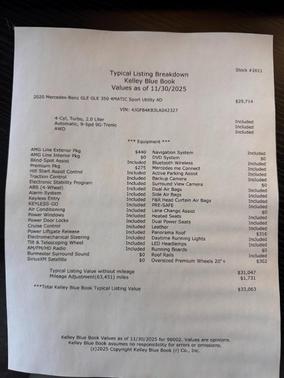 Typical Listing Breakdown Stock #2611
Kelley Blue Book
Values as of 11/30/2025
2020 Mercedes-Benz GLE GLE 350 4MATIC Sport Utility 4D $29,714
VIN: 4JGFB4KB3LA042327
4-Cyl, Turbo, 2.0 Liter Included
Automatic, 9-Spd 9G-Tronic Included
AWD Included
*** Equipment ***
AMG Line Exterior Pkg $440 Navigation System Included
AMG Line Interior Pkg $0 DVD System $0
Blind Spot Assist Included Bluetooth Wireless Included
Premium Pkg $275 Mercedes me Connect Included
Hill Start Assist Control Included Active Parking Assist Included
Traction Control Included Backup Camera Included
Electronic Stability Program Included Surround View Camera $0
ABS (4-Wheel) Included Dual Air Bags Included
Alarm System Included Side Air Bags Included
Keyless Entry Included F&R Head Curtain Air Bags Included
KEYLESS-GO Included PRE-SAFE Included
Air Conditioning Included Lane Change Assist $0
Power Windows Included Heated Seats Included
Power Door Locks Included Dual Power Seats Included
Cruise Control Included Leather Included
Power Liftgate Release Included Panorama Roof $316
Electromechanical Steering Included Daytime Running Lights Included
Tilt & Telescoping Wheel Included LED Headlamps Included
AM/FM/HD Radio Included Running Boards $0
Burmester Surround Sound $0 Roof Rails Included
SiriusXM Satellite $0 Oversized Premium Wheels 20"+ $302
Typical Listing Value without mileage $31,047
Mileage Adjustment(63,451) miles $1,731
***Total Kelley Blue Book Typical Listing Value $33,063
Kelley Blue Book Values as of 11/30/2025 for 98002. Values are opinions.
Kelley Blue Book assumes no responsibility for errors or omissions.
(c)2025 Copyright Kelley Blue Book (r) Co., Inc.